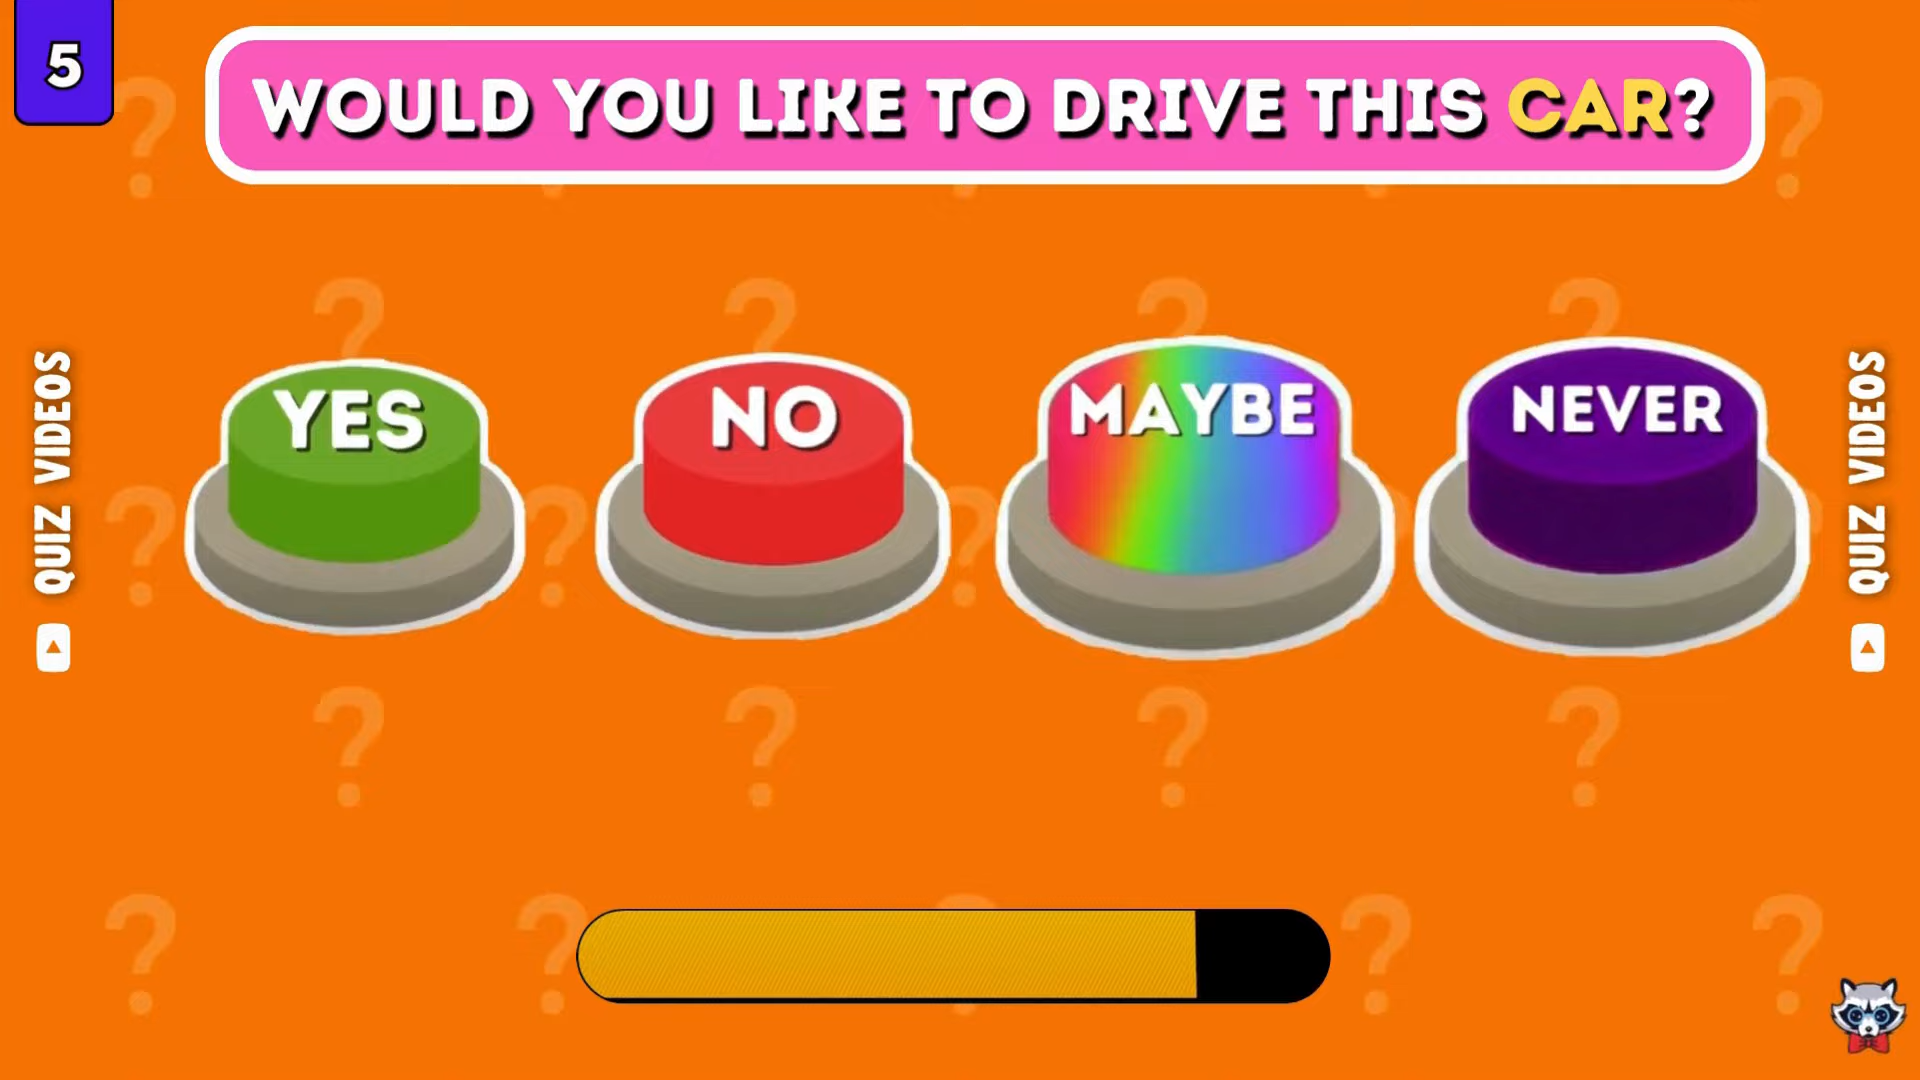 5
WOULD YOU LIKE TO DRIVE THIS CAR?
YES
NO
MAYBE
NEVER
QUIZ VIDEOS
QUIZ VIDEOS